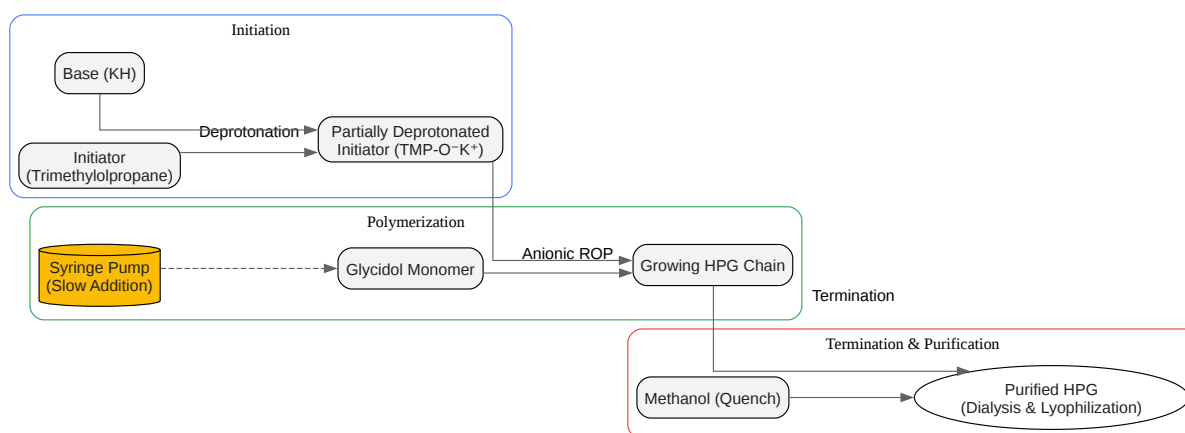 Initiation
Base (KH)
Deprotonation
Partially Deprotonated
Initiator (TMP-O⁻K⁺)
Initiator
(Trimethylolpropane)
Polymerization
Syringe Pump
(Slow Addition)
Glycidol Monomer
Anionic ROP
Growing HPG Chain
Termination
Termination & Purification
Methanol (Quench)
Purified HPG
(Dialysis & Lyophilization)